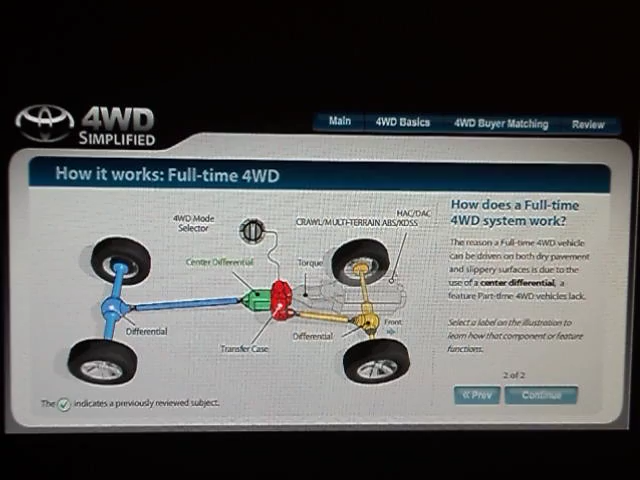 4WD
SIMPLIFIED
Main 4WD Basics 4WD Buyer Matching Review
How it works: Full-time 4WD
4WD Mode
Selector
HAC/DAC
CRAWL/MULTI-TERRAIN ABS/KDSS
Center Differential
Torque
Differential
Transfer Case
Differential
Front
How does a Full-time
4WD system work?
The reason a Full-time 4WD vehicle
can be driven on both dry pavement
and slippery surfaces is due to the
use of a center differential, a
feature Part-time 4WD vehicles lack.
Select a label on the illustration to
learn how that component or feature
functions.
2 of 2
« Prev Continue
The indicates a previously reviewed subject.